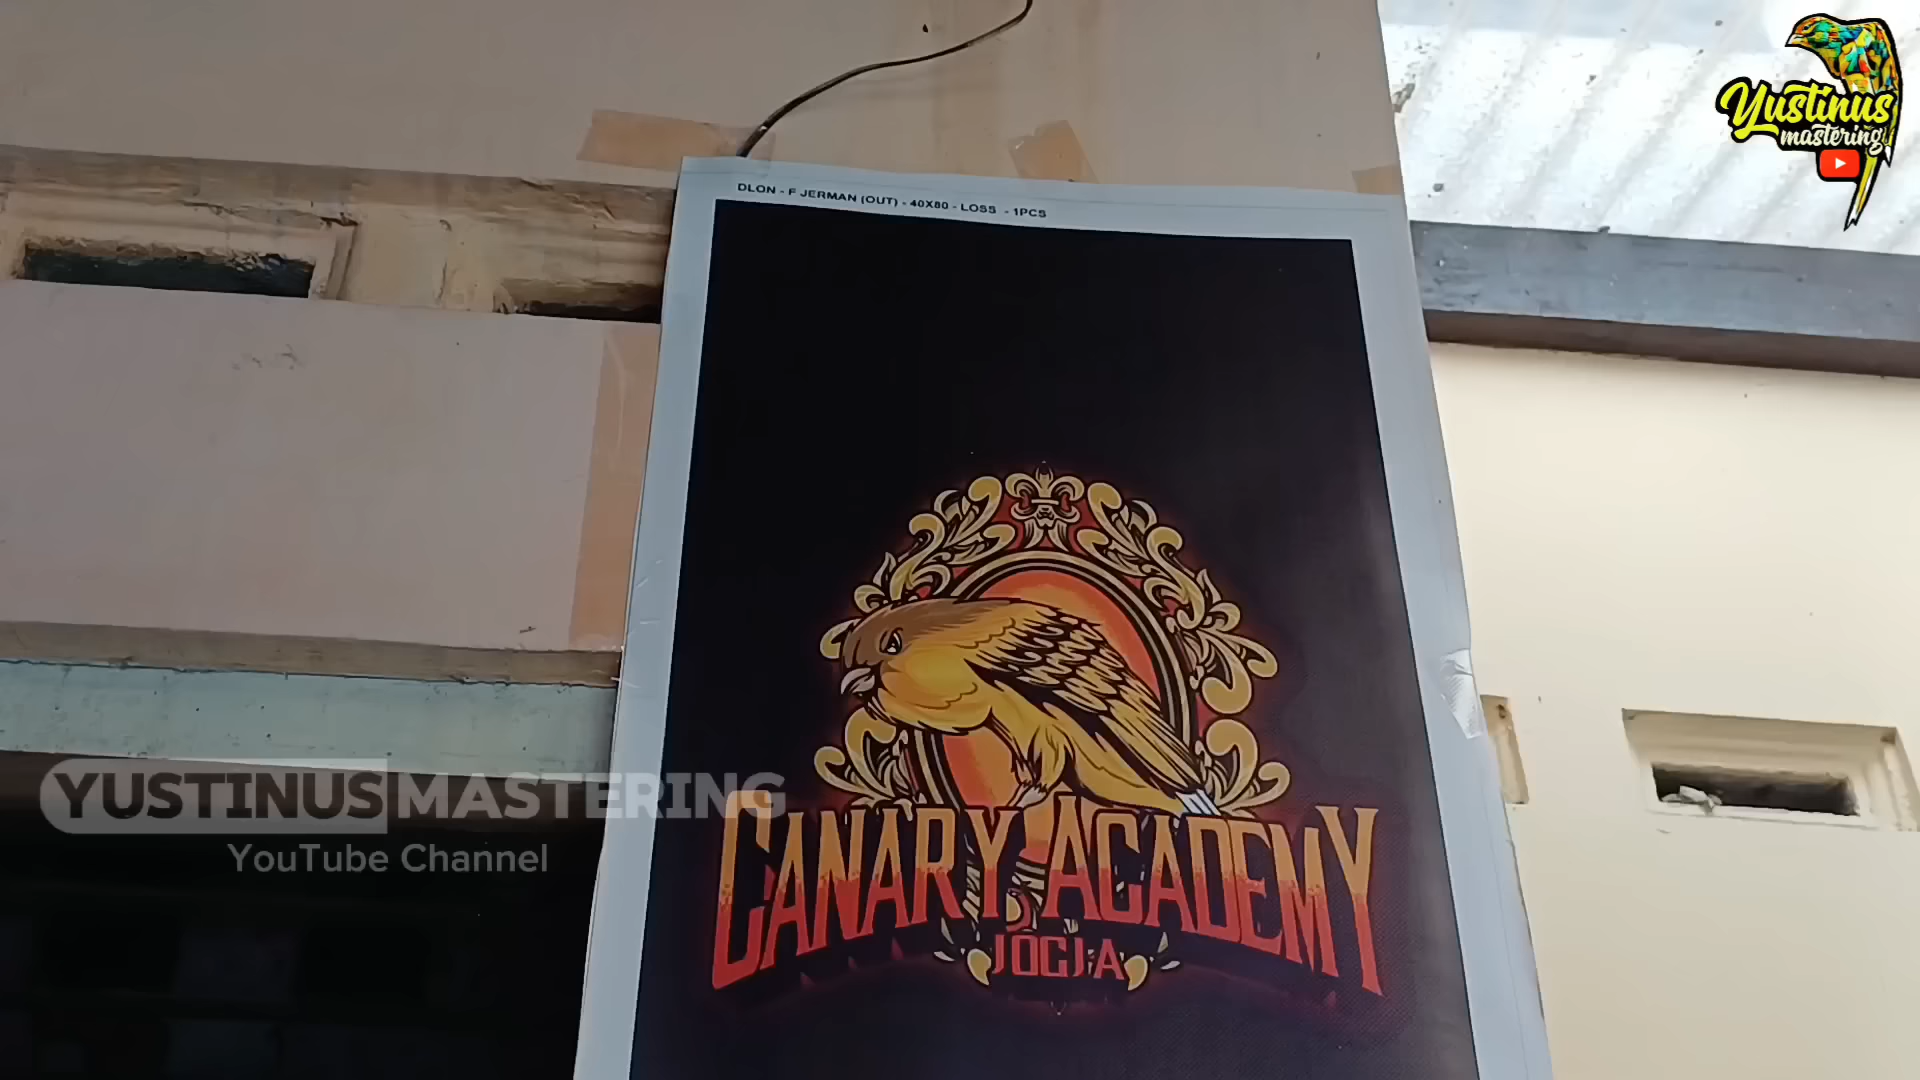 Yustinus
mastering
DLON - F JERMAN (OUT) - 40X80 - LOSS - 1PCS
YUSTINUS MASTERING
YouTube Channel
CANARY ACADEMY
JOGJA